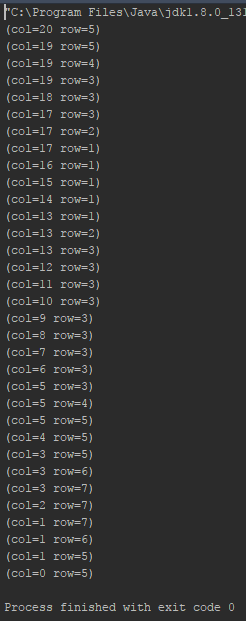 "C:\Program Files\Java\jdk1.8.0_131
(col=20 row=5)
(col=19 row=5)
(col=19 row=4)
(col=19 row=3)
(col=18 row=3)
(col=17 row=3)
(col=17 row=2)
(col=17 row=1)
(col=16 row=1)
(col=15 row=1)
(col=14 row=1)
(col=13 row=1)
(col=13 row=2)
(col=13 row=3)
(col=12 row=3)
(col=11 row=3)
(col=10 row=3)
(col=9 row=3)
(col=8 row=3)
(col=7 row=3)
(col=6 row=3)
(col=5 row=3)
(col=5 row=4)
(col=5 row=5)
(col=4 row=5)
(col=3 row=5)
(col=3 row=6)
(col=3 row=7)
(col=2 row=7)
(col=1 row=7)
(col=1 row=6)
(col=1 row=5)
(col=0 row=5)
Process finished with exit code 0